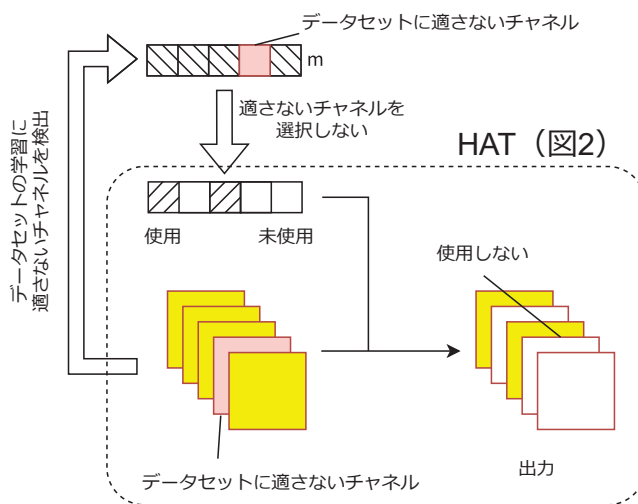 データセットに適さないチャネル
m
適さないチャネルを
選択しない
HAT（図2）
データセットの学習に
適さないチャネルを検出
使用
未使用
使用しない
データセットに適さないチャネル
出力